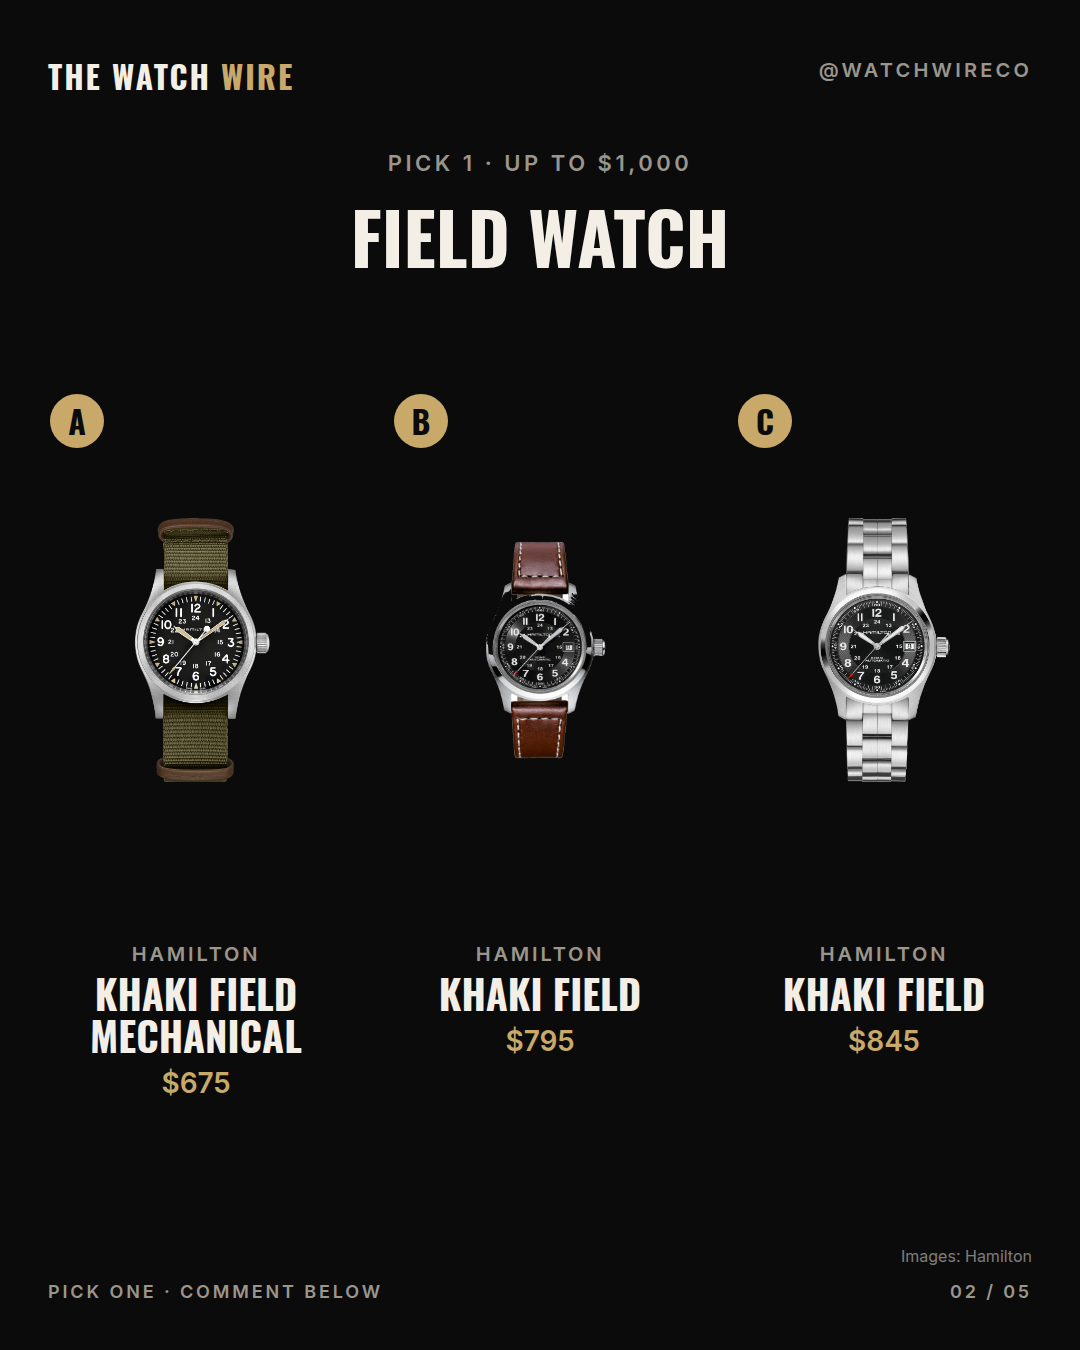 THE WATCH WIRE
@WATCHWIRECO
PICK 1 · UP TO $1,000
FIELD WATCH
A
B
C
HAMILTON
KHAKI FIELD
MECHANICAL
$675
HAMILTON
KHAKI FIELD
$795
HAMILTON
KHAKI FIELD
$845
Images: Hamilton
PICK ONE · COMMENT BELOW
02 / 05